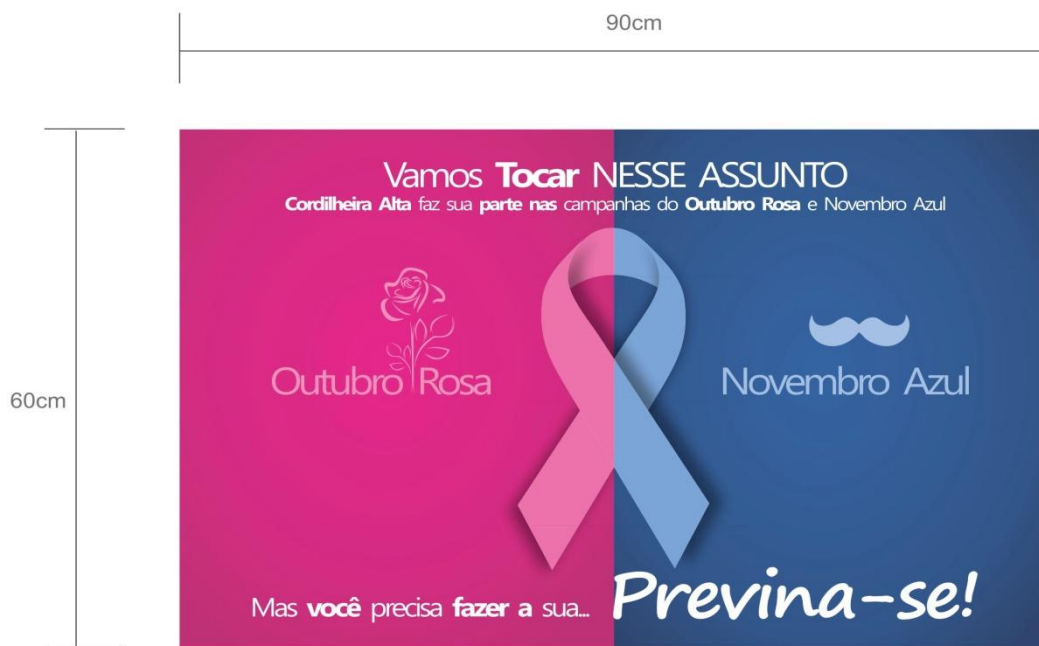 90cm
Vamos Tocar NESSE ASSUNTO
Cordilheira Alta faz sua parte nas campanhas do Outubro Rosa e Novembro Azul
Outubro Rosa
Novembro Azul
60cm
Mas você precisa fazer a sua...
Previna-se!